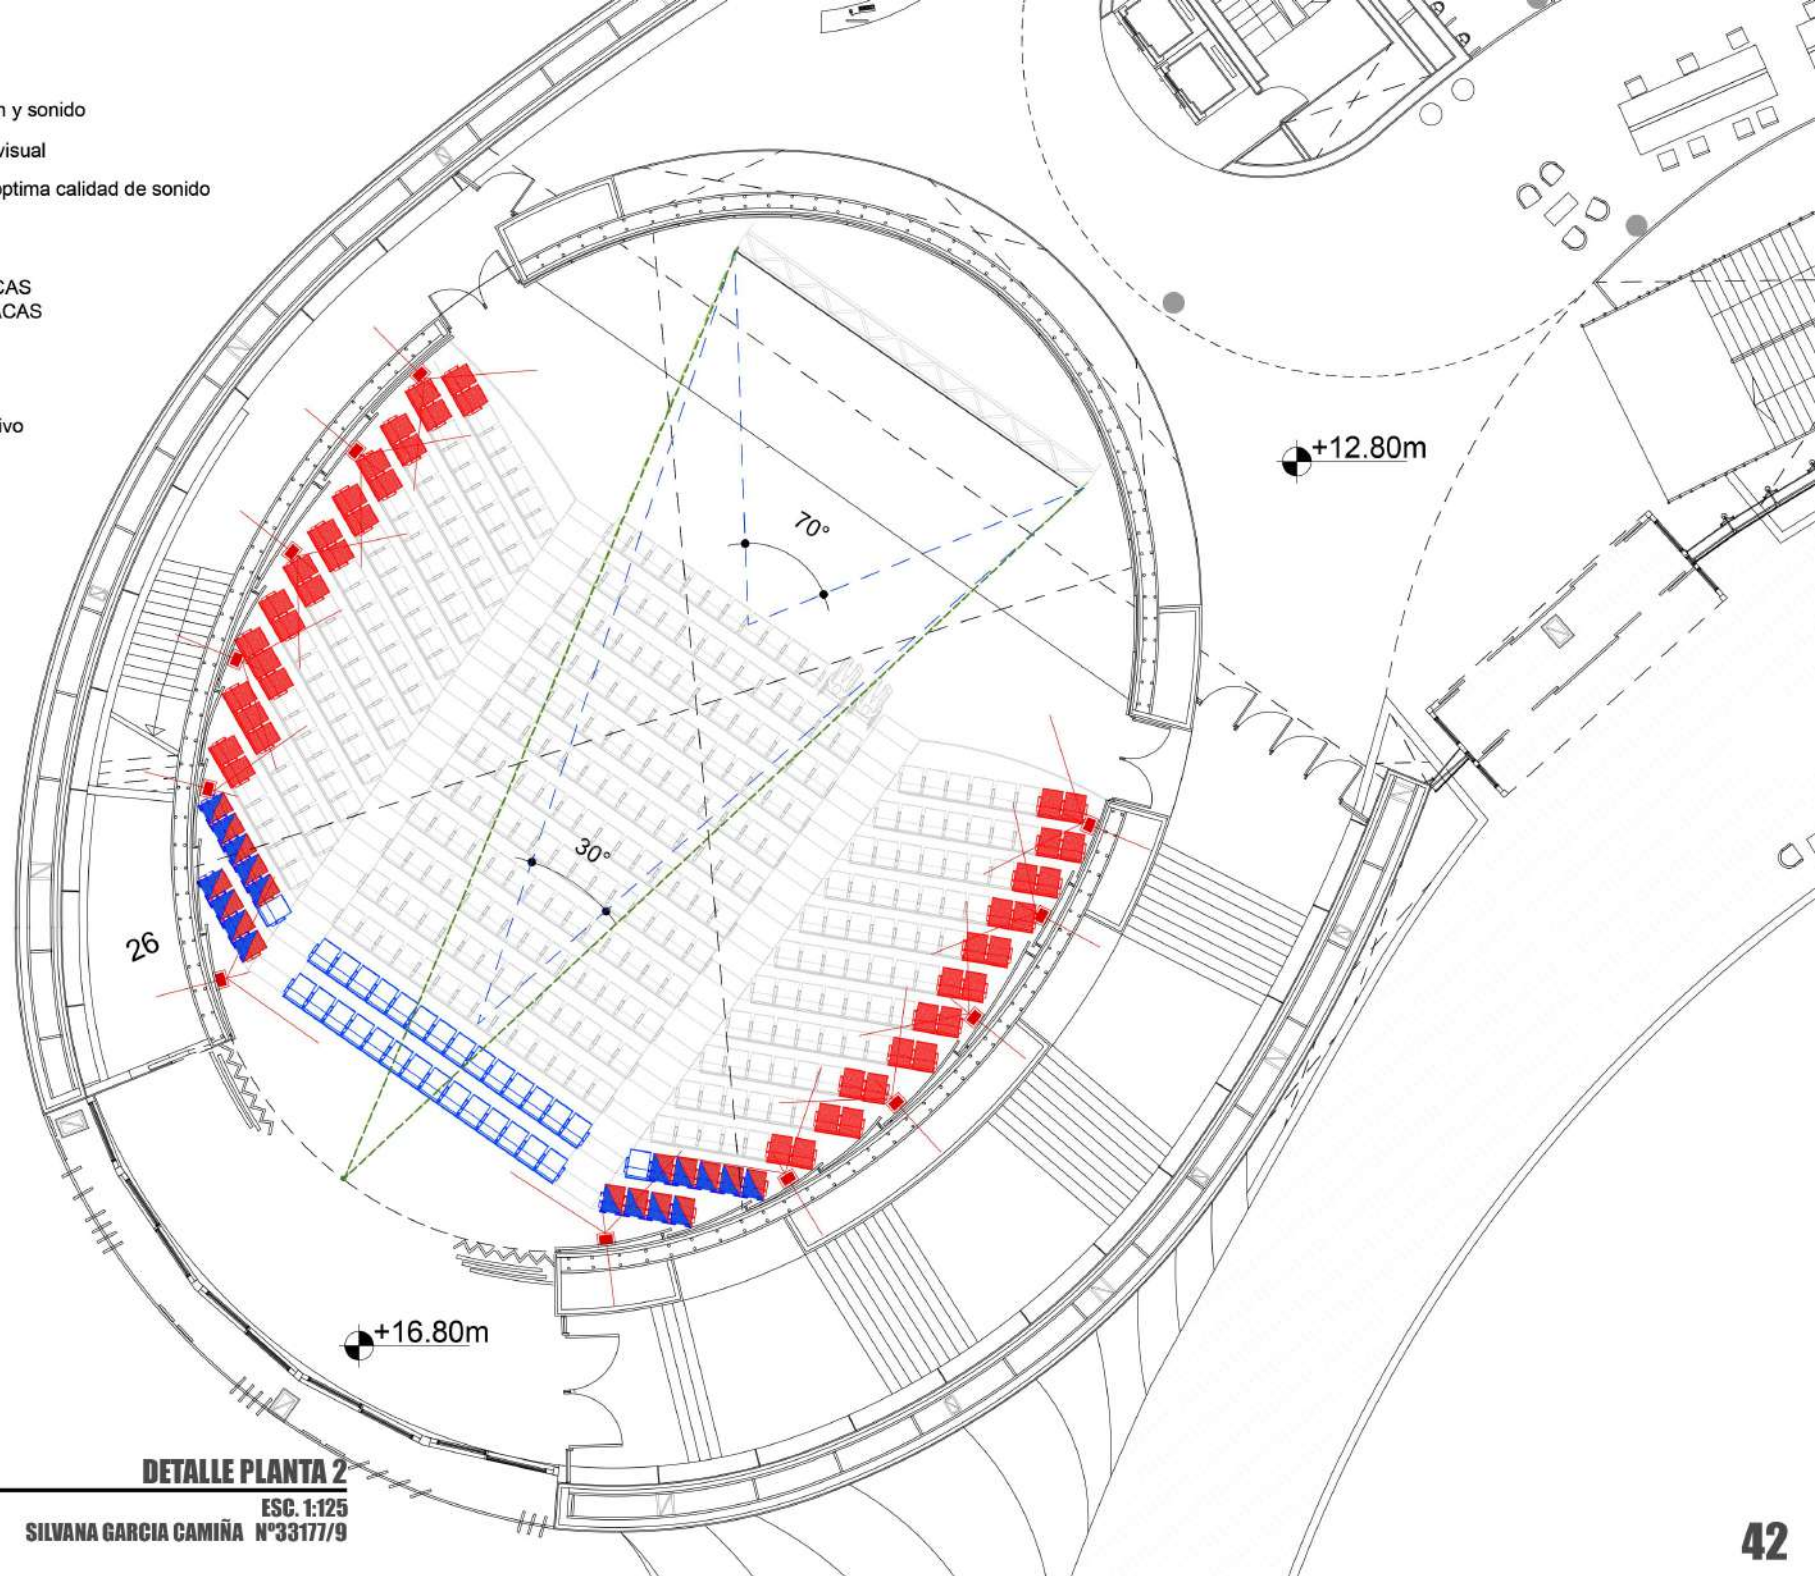 n y sonido
visual
optima calidad de sonido
CAS
ACAS
ivo
+12.80m
70°
30°
26
+16.80m
DETALLE PLANTA 2
ESC. 1:125
SILVANA GARCIA CAMIÑA Nº33177/9
42